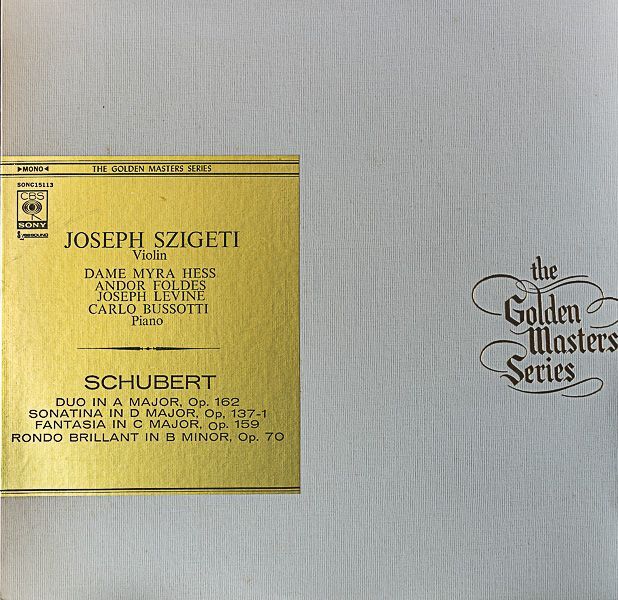 ▶MONO◀
THE GOLDEN MASTERS SERIES
SONC15113
CBS
SONY
JOSEPH SZIGETI
Violin
DAME MYRA HESS
ANDOR FOLDES
JOSEPH LEVINE
CARLO BUSSOTTI
Piano
SCHUBERT
DUO IN A MAJOR, Op. 162
SONATINA IN D MAJOR, Op, 137-1
FANTASIA IN C MAJOR, Op. 159
RONDO BRILLANT IN B MINOR, Op. 70
the
Golden
Masters
Series